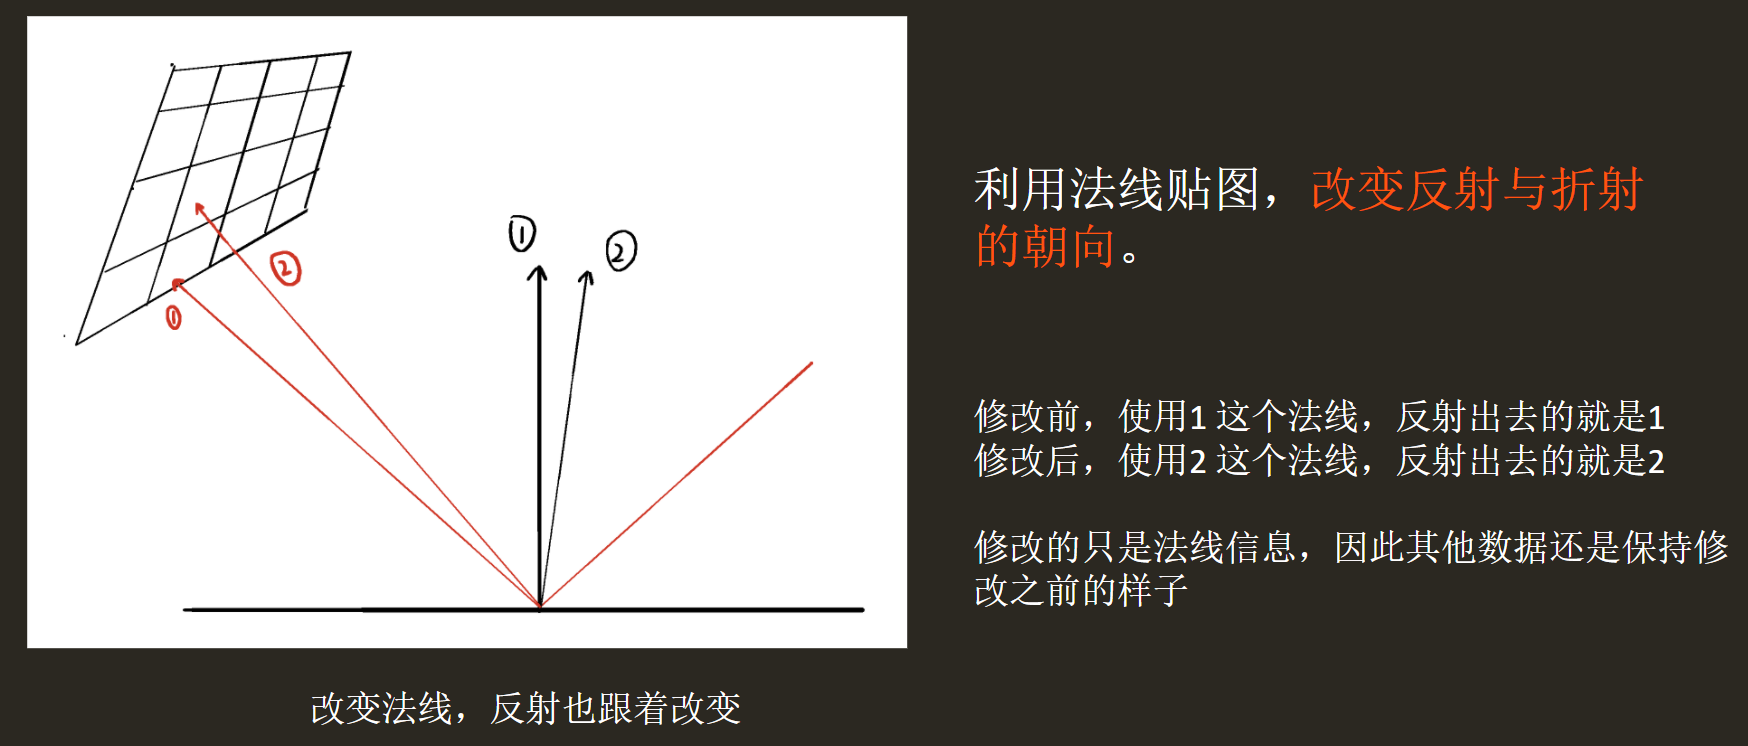 ①
②
②
①
利用法线贴图，改变反射与折射
的朝向。
修改前，使用1 这个法线，反射出去的就是1
修改后，使用2 这个法线，反射出去的就是2
修改的只是法线信息，因此其他数据还是保持修
改之前的样子
改变法线，反射也跟着改变